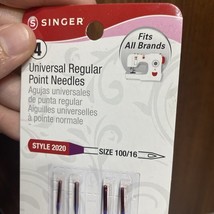 SINGER
4
Universal Regular
Point Needles
Agujas universales
de punta regular
Aiguilles universelles
à pointe normale
Fits
All Brands
STYLE 2020
SIZE 100/16